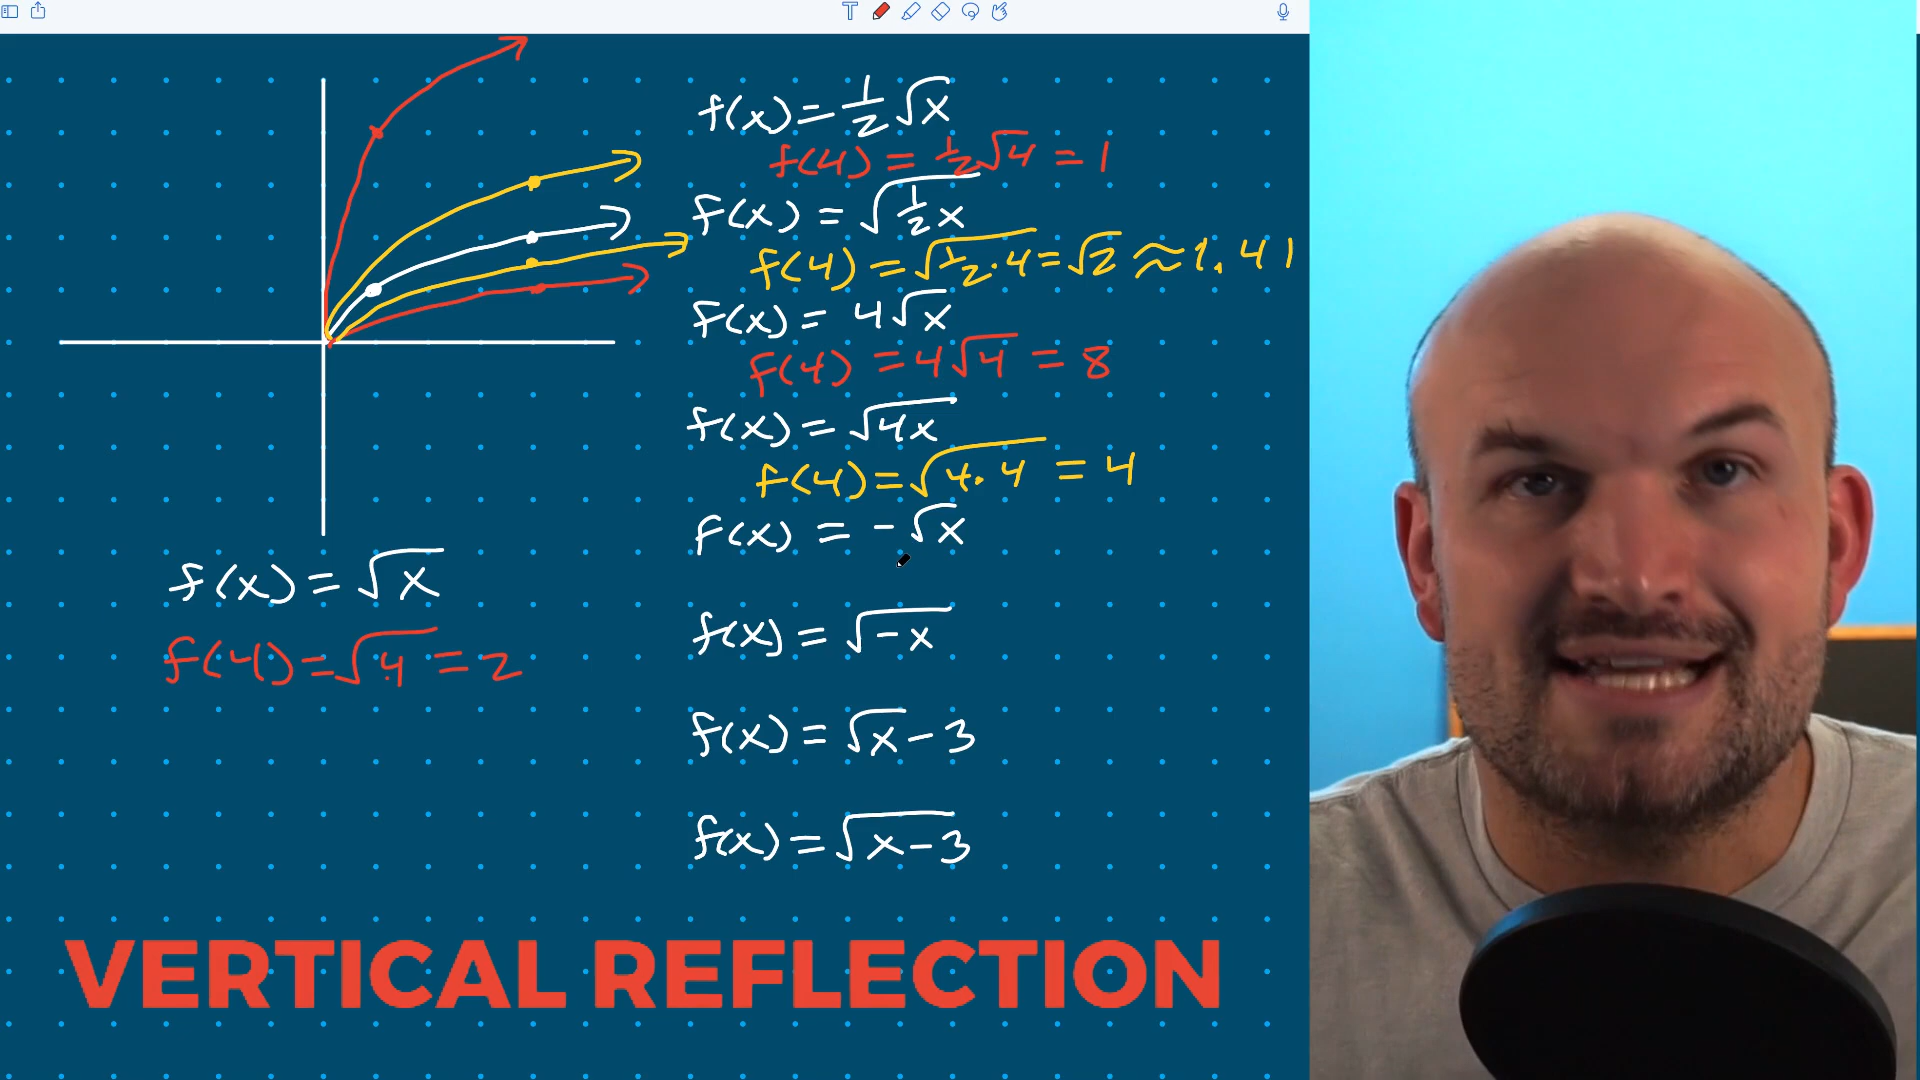 f(x) = 1/2 √x
f(4) = 1/2 √4 = 1
f(x) = √(1/2 x)
f(4) = √(1/2 · 4) = √2 ≈ 1.41
f(x) = 4√x
f(4) = 4√4 = 8
f(x) = √(4x)
f(4) = √(4·4) = 4
f(x) = -√x
f(x) = √(-x)
f(x) = √x - 3
f(x) = √(x-3)
f(x) = √x
f(4) = √4 = 2
VERTICAL REFLECTION